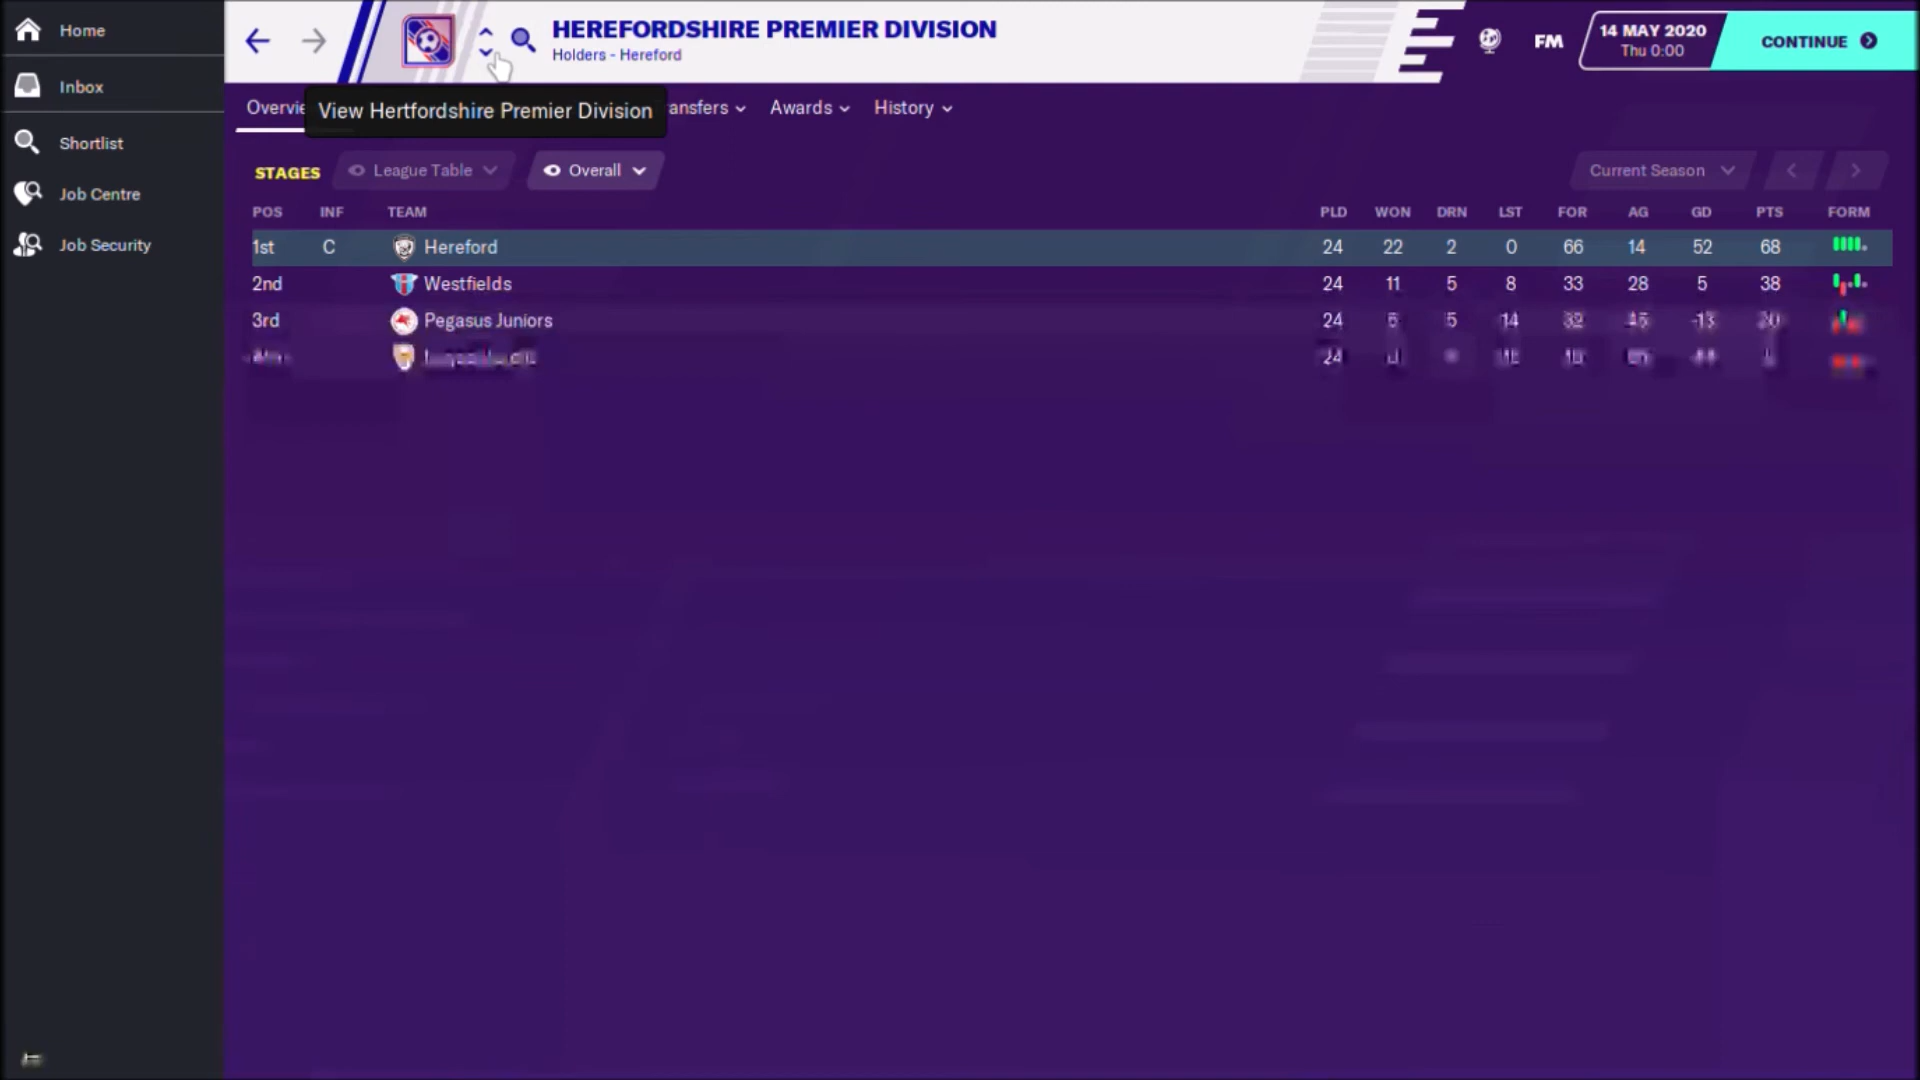 Home
Inbox
Shortlist
Job Centre
Job Security
HEREFORDSHIRE PREMIER DIVISION
Holders - Hereford
FM
14 MAY 2020
Thu 0:00
CONTINUE
View Hertfordshire Premier Division
Overvie
ansfers Awards History
STAGES League Table Overall Current Season
POS INF TEAM PLD WON DRN LST FOR AG GD PTS FORM
1st C Hereford 24 22 2 0 66 14 52 68
2nd Westfields 24 11 5 8 33 28 5 38
3rd Pegasus Juniors 24 5 14 -13 20
24